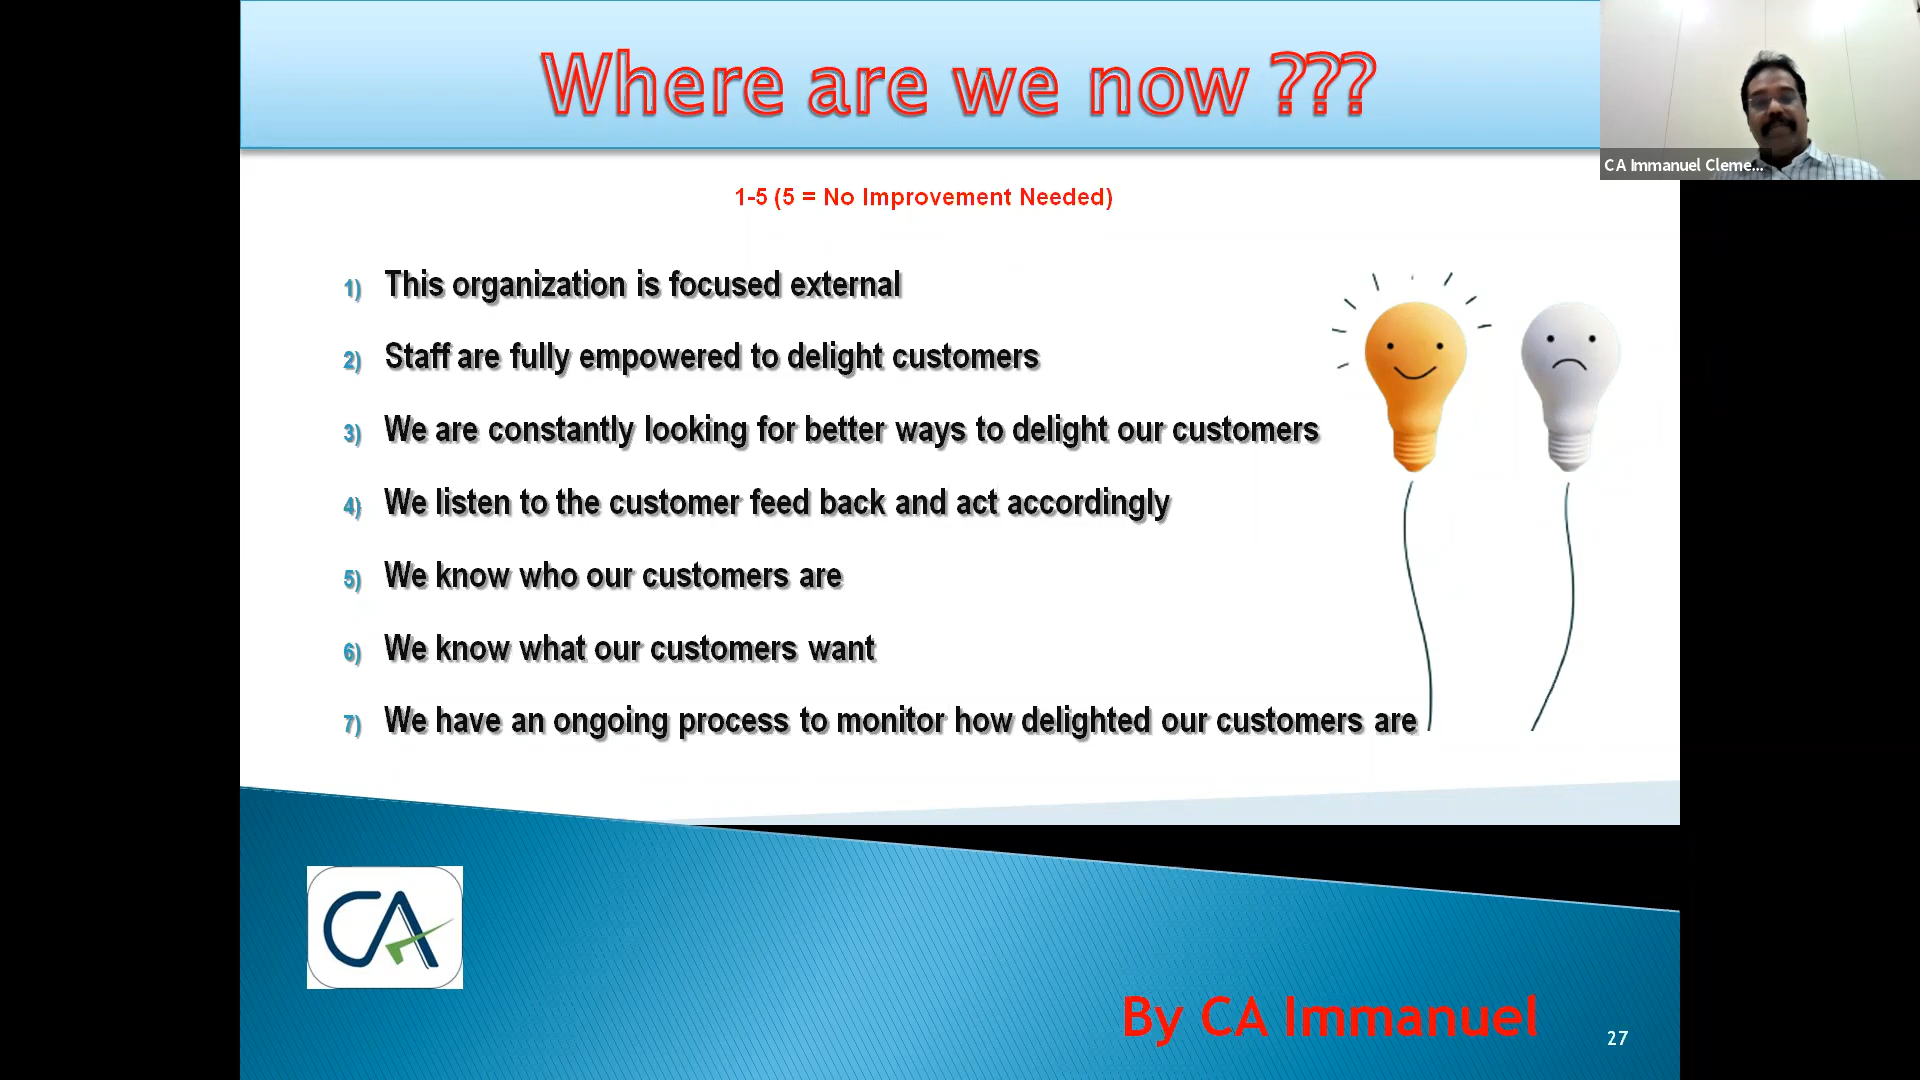 Where are we now ???
CA Immanuel Cleme...
1-5 (5 = No Improvement Needed)
1) This organization is focused external
2) Staff are fully empowered to delight customers
3) We are constantly looking for better ways to delight our customers
4) We listen to the customer feed back and act accordingly
5) We know who our customers are
6) We know what our customers want
7) We have an ongoing process to monitor how delighted our customers are
CA
By CA Immanuel
27